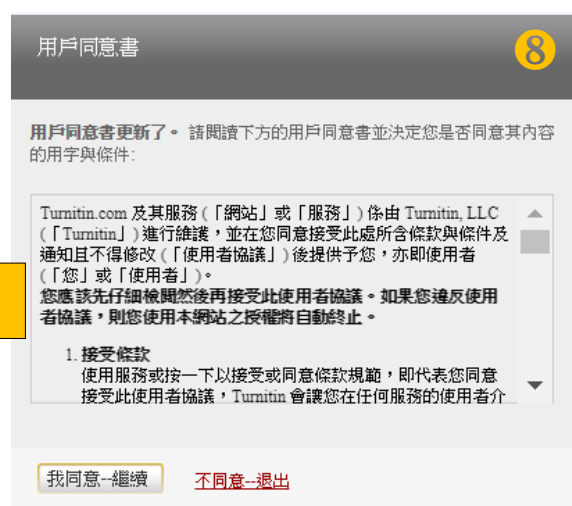 用戶同意書
8
用戶同意書更新了。 請閱讀下方的用戶同意書並決定您是否同意其內容
的用字與條件:
Turnitin.com 及其服務 (「網站」或「服務」) 係由 Turnitin, LLC
(「Turnitin」) 進行維護，並在您同意接受此處所含條款與條件及
通知且不得修改 (「使用者協議」) 後提供予您，亦即使用者
(「您」或「使用者」)。
您應該先仔細檢閱然後再接受此使用者協議。如果您違反使用
者協議，則您使用本網站之授權將自動終止。
1. 接受條款
使用服務或按一下以接受或同意條款規範，即代表您同意
接受此使用者協議，Turnitin 會讓您在任何服務的使用者介
我同意--繼續
不同意--退出